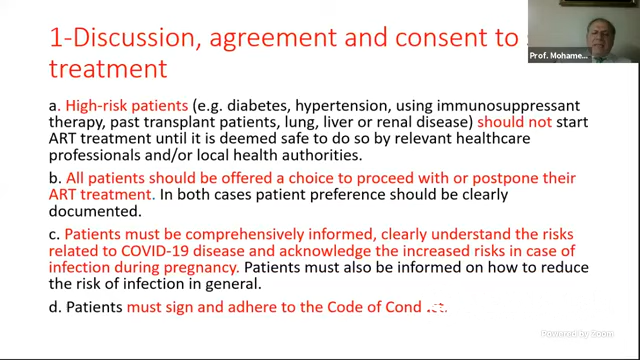 1-Discussion, agreement and consent to s
treatment
Prof. Mohame...
a. High-risk patients (e.g. diabetes, hypertension, using immunosuppressant
therapy, past transplant patients, lung, liver or renal disease) should not start
ART treatment until it is deemed safe to do so by relevant healthcare
professionals and/or local health authorities.
b. All patients should be offered a choice to proceed with or postpone their
ART treatment. In both cases patient preference should be clearly
documented.
c. Patients must be comprehensively informed, clearly understand the risks
related to COVID-19 disease and acknowledge the increased risks in case of
infection during pregnancy. Patients must also be informed on how to reduce
the risk of infection in general.
d. Patients must sign and adhere to the Code of
Powered by Zoom